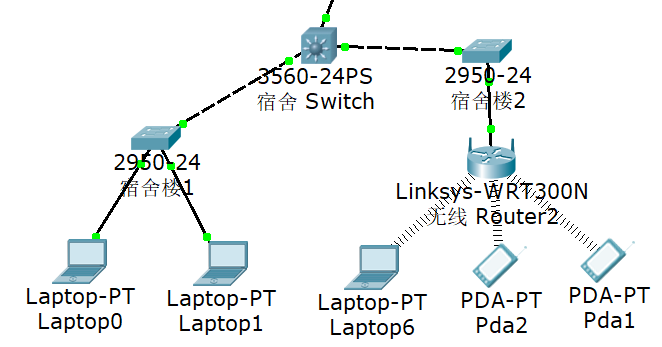 3560-24PS
宿舍 Switch
2950-24
宿舍楼2
2950-24
宿舍楼1
Linksys-WRT300N
无线 Router2
Laptop-PT
Laptop0
Laptop-PT
Laptop1
Laptop-PT
Laptop6
PDA-PT
Pda2
PDA-PT
Pda1